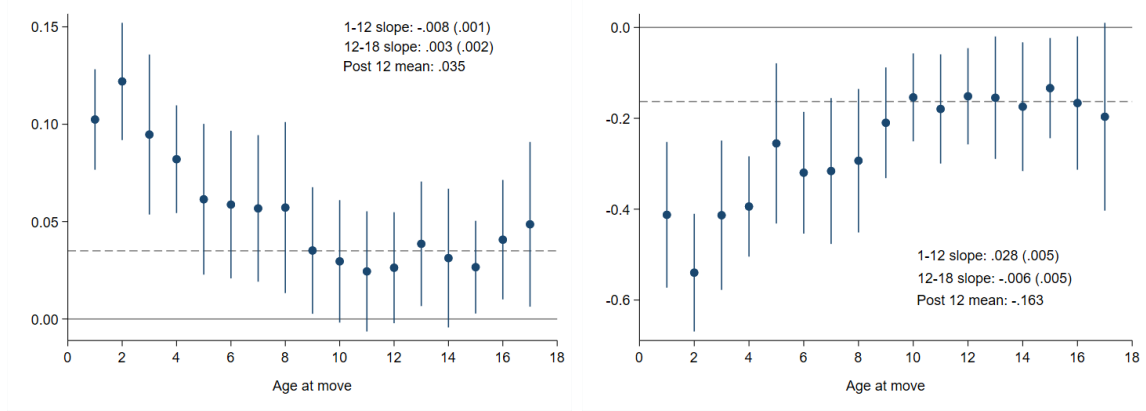 0.15
0.10
0.05
0.00
1-12 slope: -.008 (.001)
12-18 slope: .003 (.002)
Post 12 mean: .035
0 2 4 6 8 10 12 14 16 18
Age at move
0.0
-0.2
-0.4
-0.6
1-12 slope: .028 (.005)
12-18 slope: -.006 (.005)
Post 12 mean: -.163
0 2 4 6 8 10 12 14 16 18
Age at move